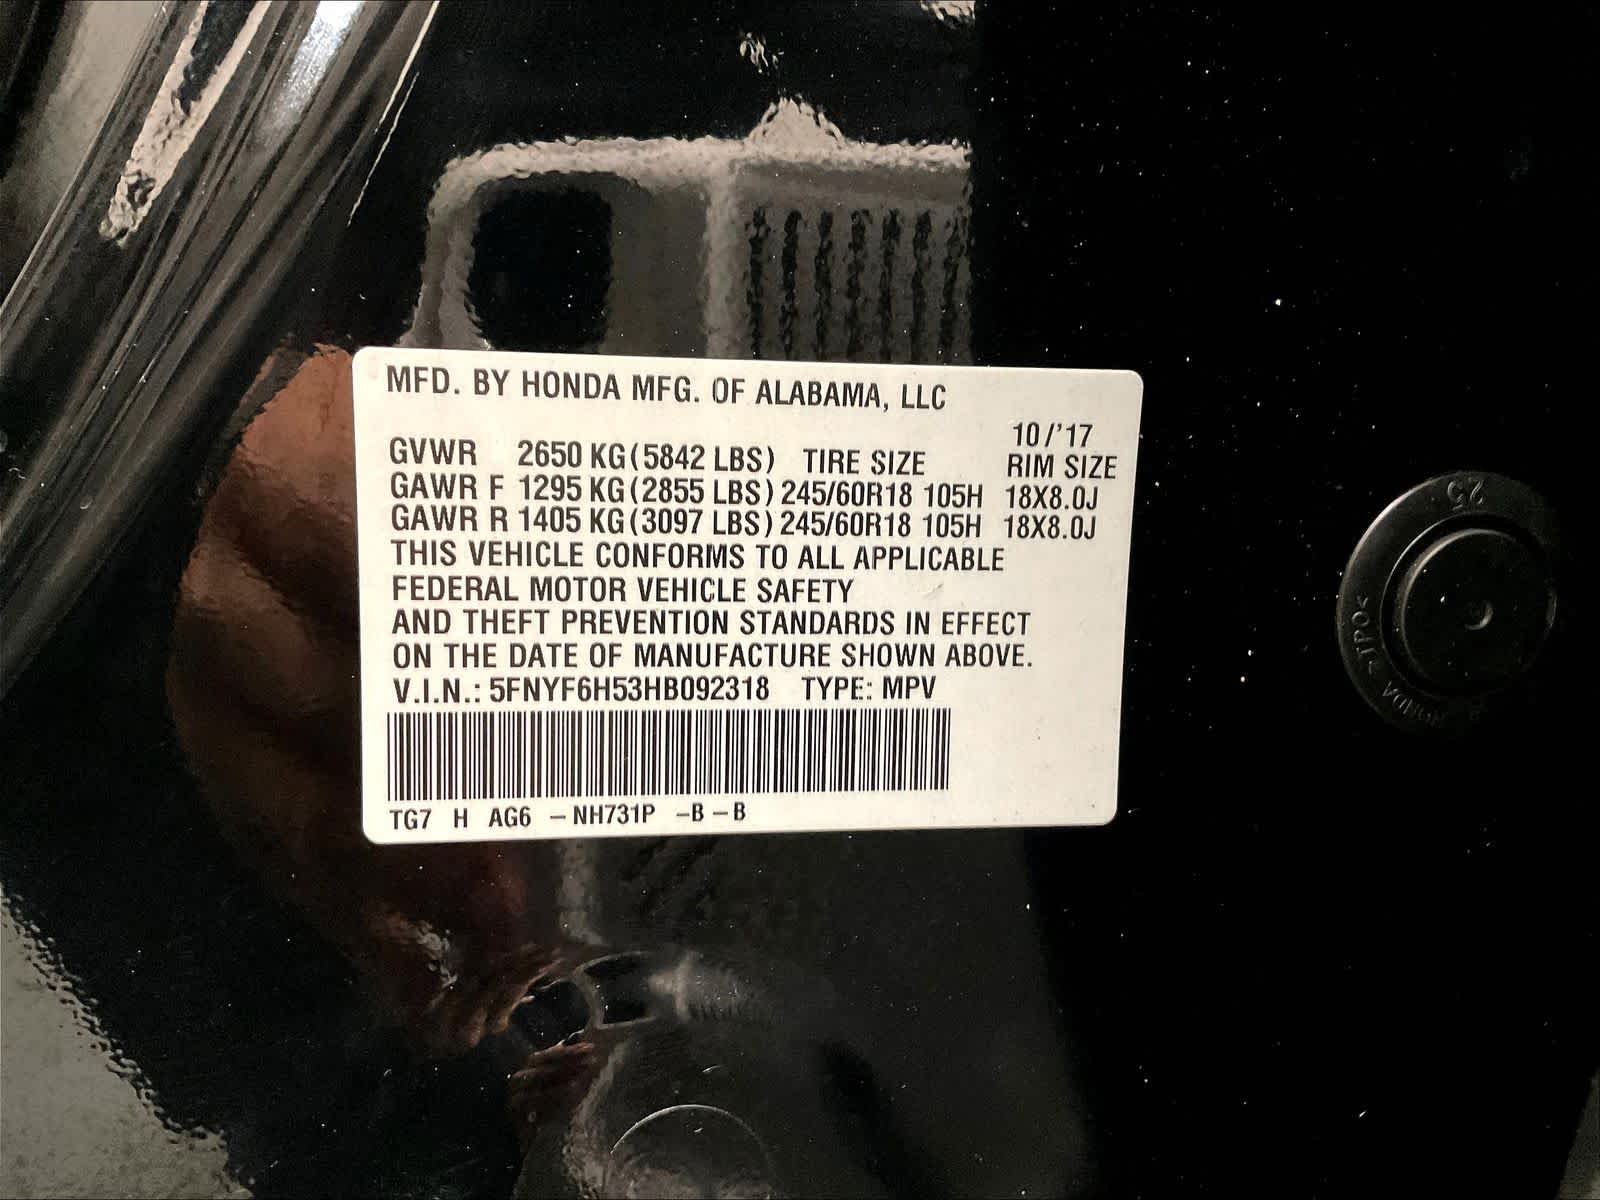 MFD. BY HONDA MFG. OF ALABAMA, LLC
10/'17
GVWR 2650 KG(5842 LBS) TIRE SIZE RIM SIZE
GAWR F 1295 KG(2855 LBS) 245/60R18 105H 18X8.0J
GAWR R 1405 KG(3097 LBS) 245/60R18 105H 18X8.0J
THIS VEHICLE CONFORMS TO ALL APPLICABLE
FEDERAL MOTOR VEHICLE SAFETY
AND THEFT PREVENTION STANDARDS IN EFFECT
ON THE DATE OF MANUFACTURE SHOWN ABOVE.
V.I.N.: 5FNYF6H53HB092318 TYPE: MPV
TG7 H AG6 – NH731P –B – B
25
HONDA